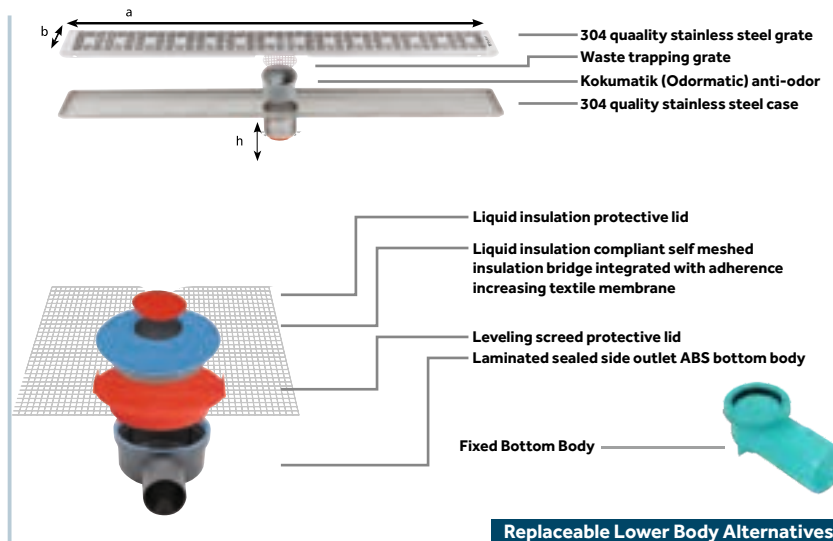 a
b
304 quaality stainless steel grate
Waste trapping grate
Kokumatik (Odormatic) anti-odor
304 quality stainless steel case
h
Liquid insulation protective lid
Liquid insulation compliant self meshed
insulation bridge integrated with adherence
increasing textile membrane
Leveling screed protective lid
Laminated sealed side outlet ABS bottom body
Fixed Bottom Body
Replaceable Lower Body Alternatives